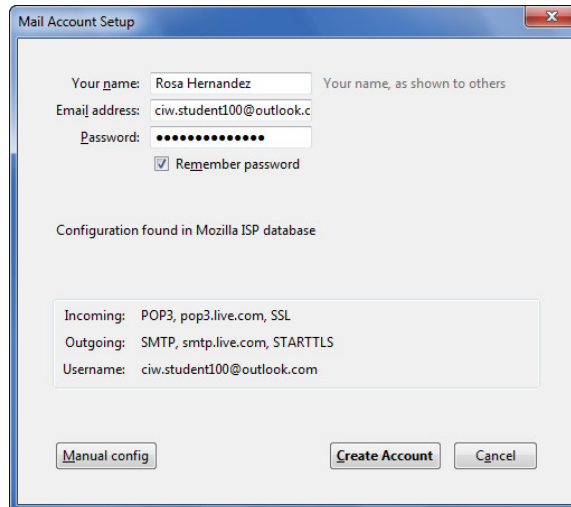 Mail Account Setup
Your name: Rosa Hernandez Your name, as shown to others
Email address: ciw.student100@outlook.c
Password: ••••••••••••••
Remember password
Configuration found in Mozilla ISP database
Incoming: POP3, pop3.live.com, SSL
Outgoing: SMTP, smtp.live.com, STARTTLS
Username: ciw.student100@outlook.com
Manual config Create Account Cancel